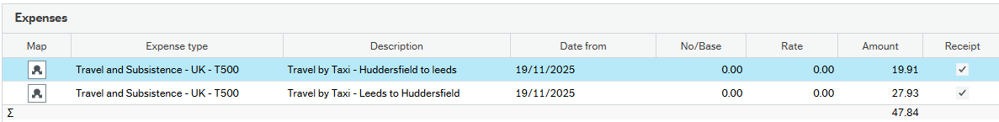 Expenses
Map Expense type Description Date from No/Base Rate Amount Receipt
Travel and Subsistence - UK - T500 Travel by Taxi - Huddersfield to leeds 19/11/2025 0.00 0.00 19.91
Travel and Subsistence - UK - T500 Travel by Taxi - Leeds to Huddersfield 19/11/2025 0.00 0.00 27.93
Σ 47.84